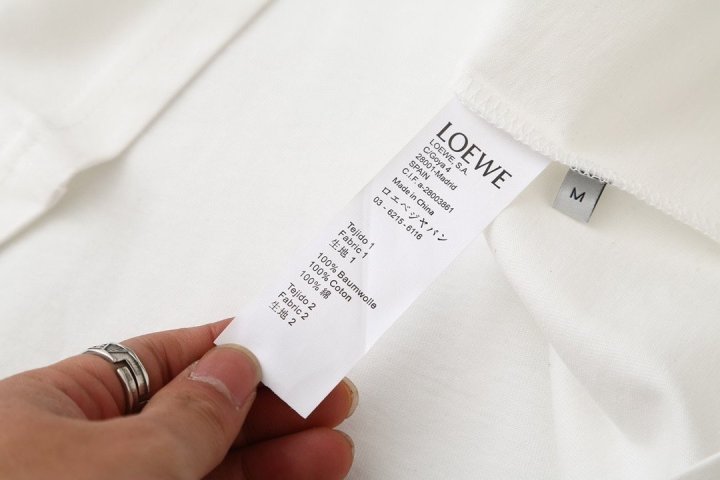 LOEWE
LOEWE, S.A.
C/Goya 4
28001-Madrid
SPAIN
C.I.F. a-28003861
Made in China
ロエベジャパン
03 - 6215-6116
Tejido 1
Fabric 1
生地 1
100% Baumwolle
100% Coton
100% 綿
Tejido 2
Fabric 2
生地 2
M